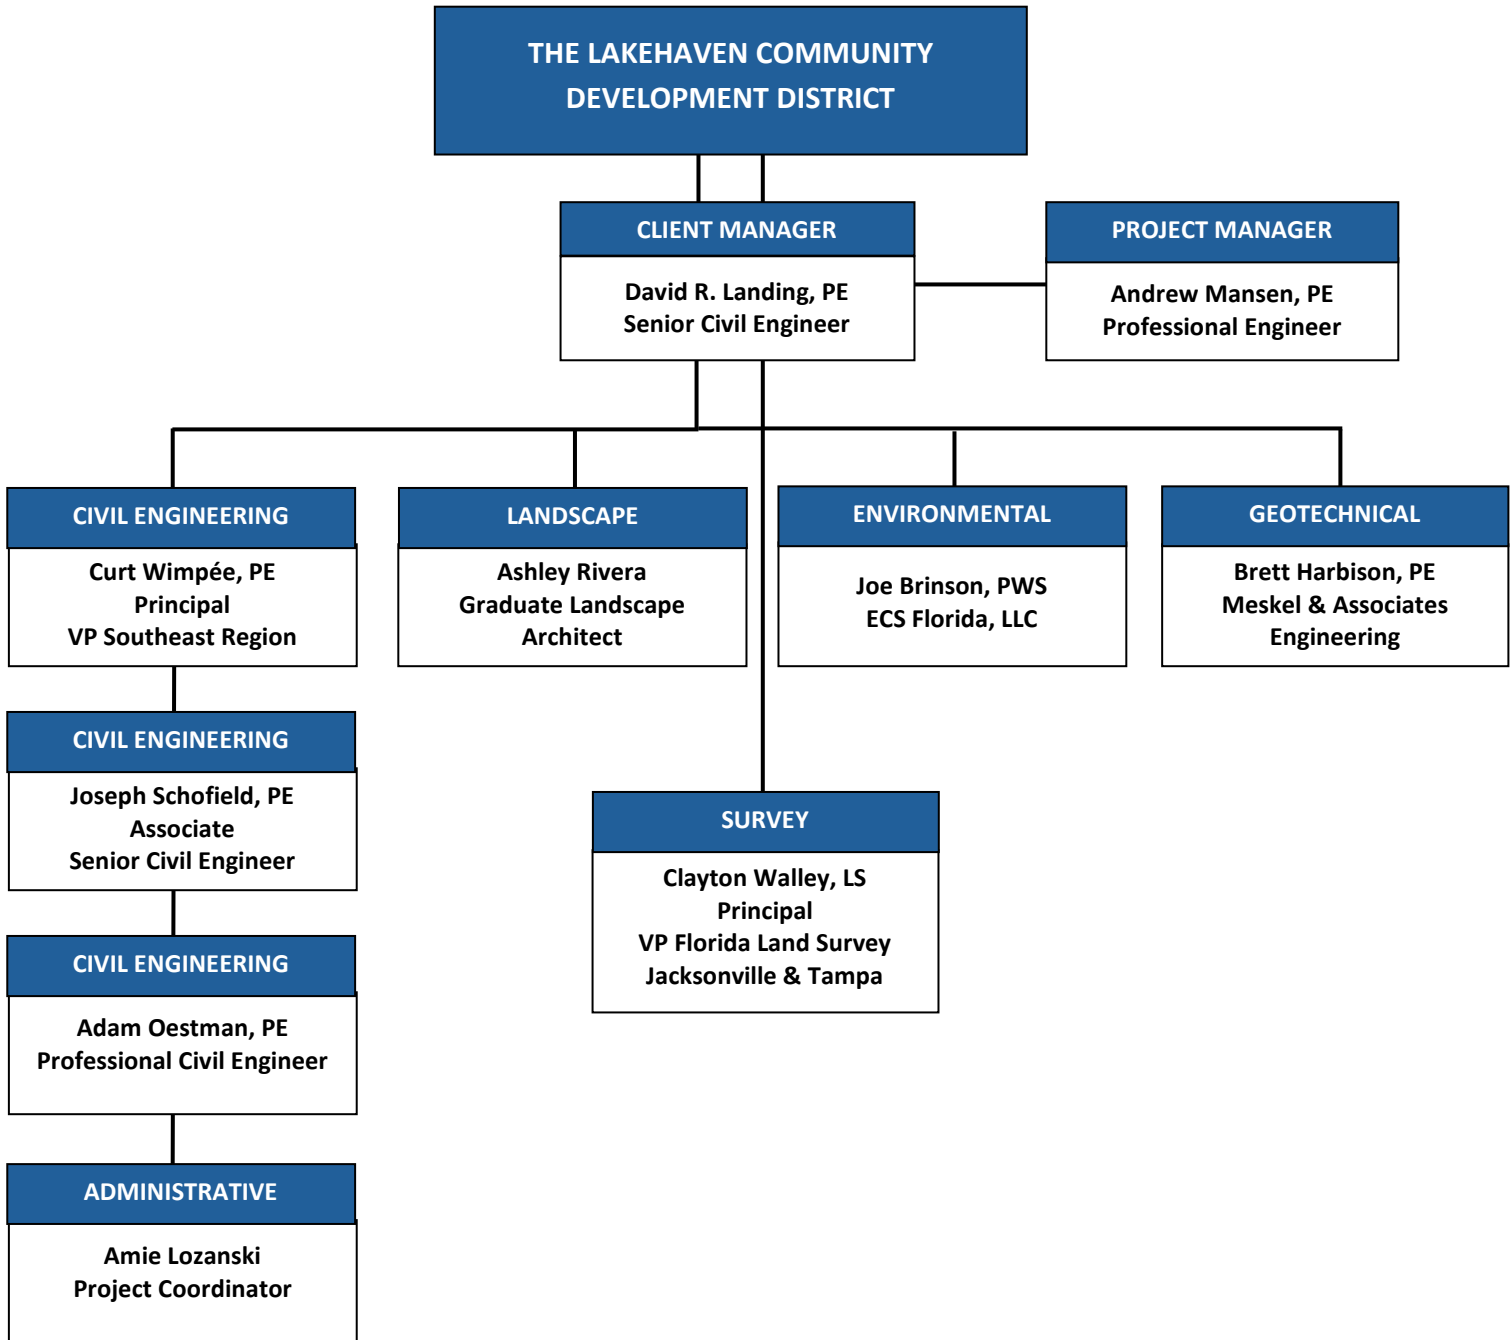 THE LAKEHAVEN COMMUNITY
DEVELOPMENT DISTRICT
CLIENT MANAGER
David R. Landing, PE
Senior Civil Engineer
PROJECT MANAGER
Andrew Mansen, PE
Professional Engineer
CIVIL ENGINEERING
Curt Wimpée, PE
Principal
VP Southeast Region
LANDSCAPE
Ashley Rivera
Graduate Landscape
Architect
ENVIRONMENTAL
Joe Brinson, PWS
ECS Florida, LLC
GEOTECHNICAL
Brett Harbison, PE
Meskel & Associates
Engineering
CIVIL ENGINEERING
Joseph Schofield, PE
Associate
Senior Civil Engineer
SURVEY
Clayton Walley, LS
Principal
VP Florida Land Survey
Jacksonville & Tampa
CIVIL ENGINEERING
Adam Oestman, PE
Professional Civil Engineer
ADMINISTRATIVE
Amie Lozanski
Project Coordinator